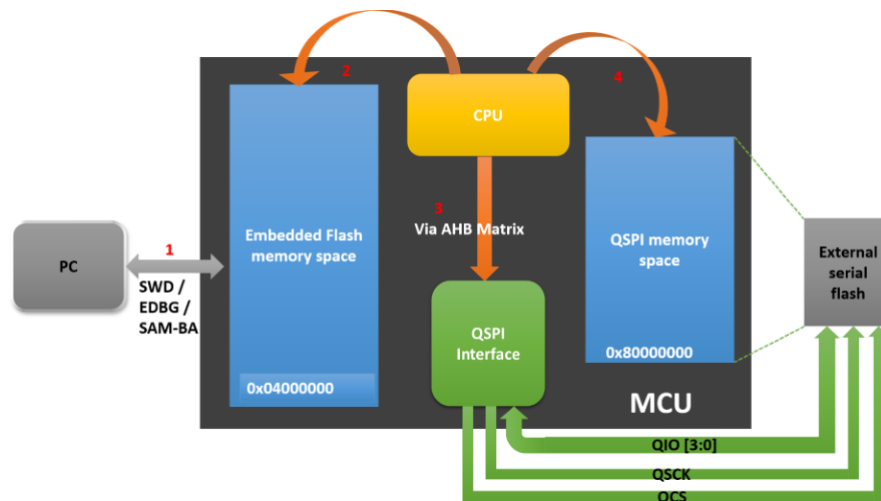 2
4
CPU
3
Via AHB Matrix
Embedded Flash
memory space
QSPI memory
space
1
PC
SWD /
EDBG /
SAM-BA
External
serial
flash
QSPI
Interface
0x80000000
0x04000000
MCU
QIO [3:0]
QSCK
QCS